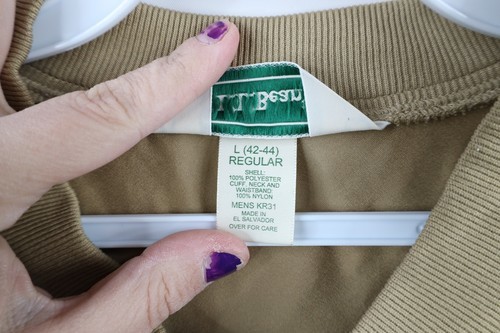 L.L.Bean
L (42-44)
REGULAR
SHELL:
100% POLYESTER
CUFF, NECK AND
WAISTBAND:
100% NYLON
MENS KR31
MADE IN
EL SALVADOR
OVER FOR CARE